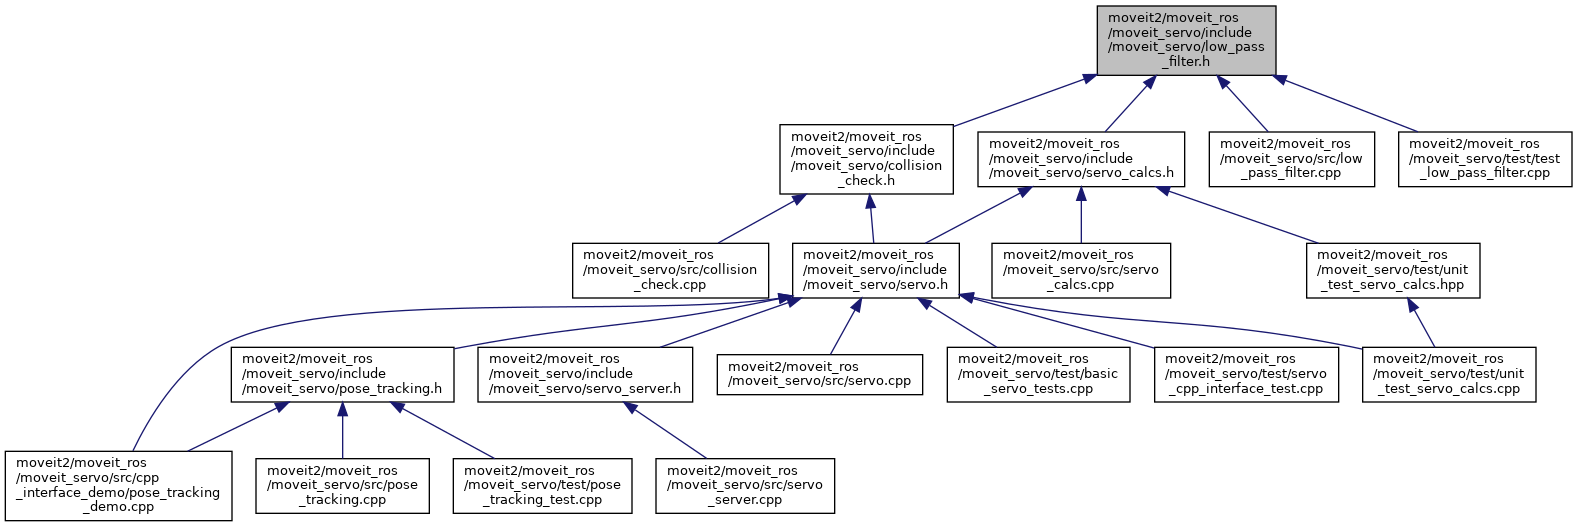 moveit2/moveit_ros
/moveit_servo/include
/moveit_servo/low_pass
_filter.h
moveit2/moveit_ros
/moveit_servo/include
/moveit_servo/collision
_check.h
moveit2/moveit_ros
/moveit_servo/include
/moveit_servo/servo_calcs.h
moveit2/moveit_ros
/moveit_servo/src/low
_pass_filter.cpp
moveit2/moveit_ros
/moveit_servo/test/test
_low_pass_filter.cpp
moveit2/moveit_ros
/moveit_servo/src/collision
_check.cpp
moveit2/moveit_ros
/moveit_servo/include
/moveit_servo/servo.h
moveit2/moveit_ros
/moveit_servo/src/servo
_calcs.cpp
moveit2/moveit_ros
/moveit_servo/test/unit
_test_servo_calcs.hpp
moveit2/moveit_ros
/moveit_servo/include
/moveit_servo/pose_tracking.h
moveit2/moveit_ros
/moveit_servo/include
/moveit_servo/servo_server.h
moveit2/moveit_ros
/moveit_servo/src/servo.cpp
moveit2/moveit_ros
/moveit_servo/test/basic
_servo_tests.cpp
moveit2/moveit_ros
/moveit_servo/test/servo
_cpp_interface_test.cpp
moveit2/moveit_ros
/moveit_servo/test/unit
_test_servo_calcs.cpp
moveit2/moveit_ros
/moveit_servo/src/cpp
_interface_demo/pose_tracking
_demo.cpp
moveit2/moveit_ros
/moveit_servo/src/pose
_tracking.cpp
moveit2/moveit_ros
/moveit_servo/test/pose
_tracking_test.cpp
moveit2/moveit_ros
/moveit_servo/src/servo
_server.cpp